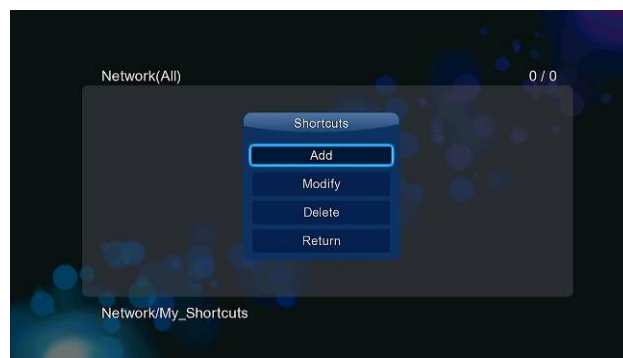 Network(All) 0 / 0
Shortcuts
Add
Modify
Delete
Return
Network/My_Shortcuts